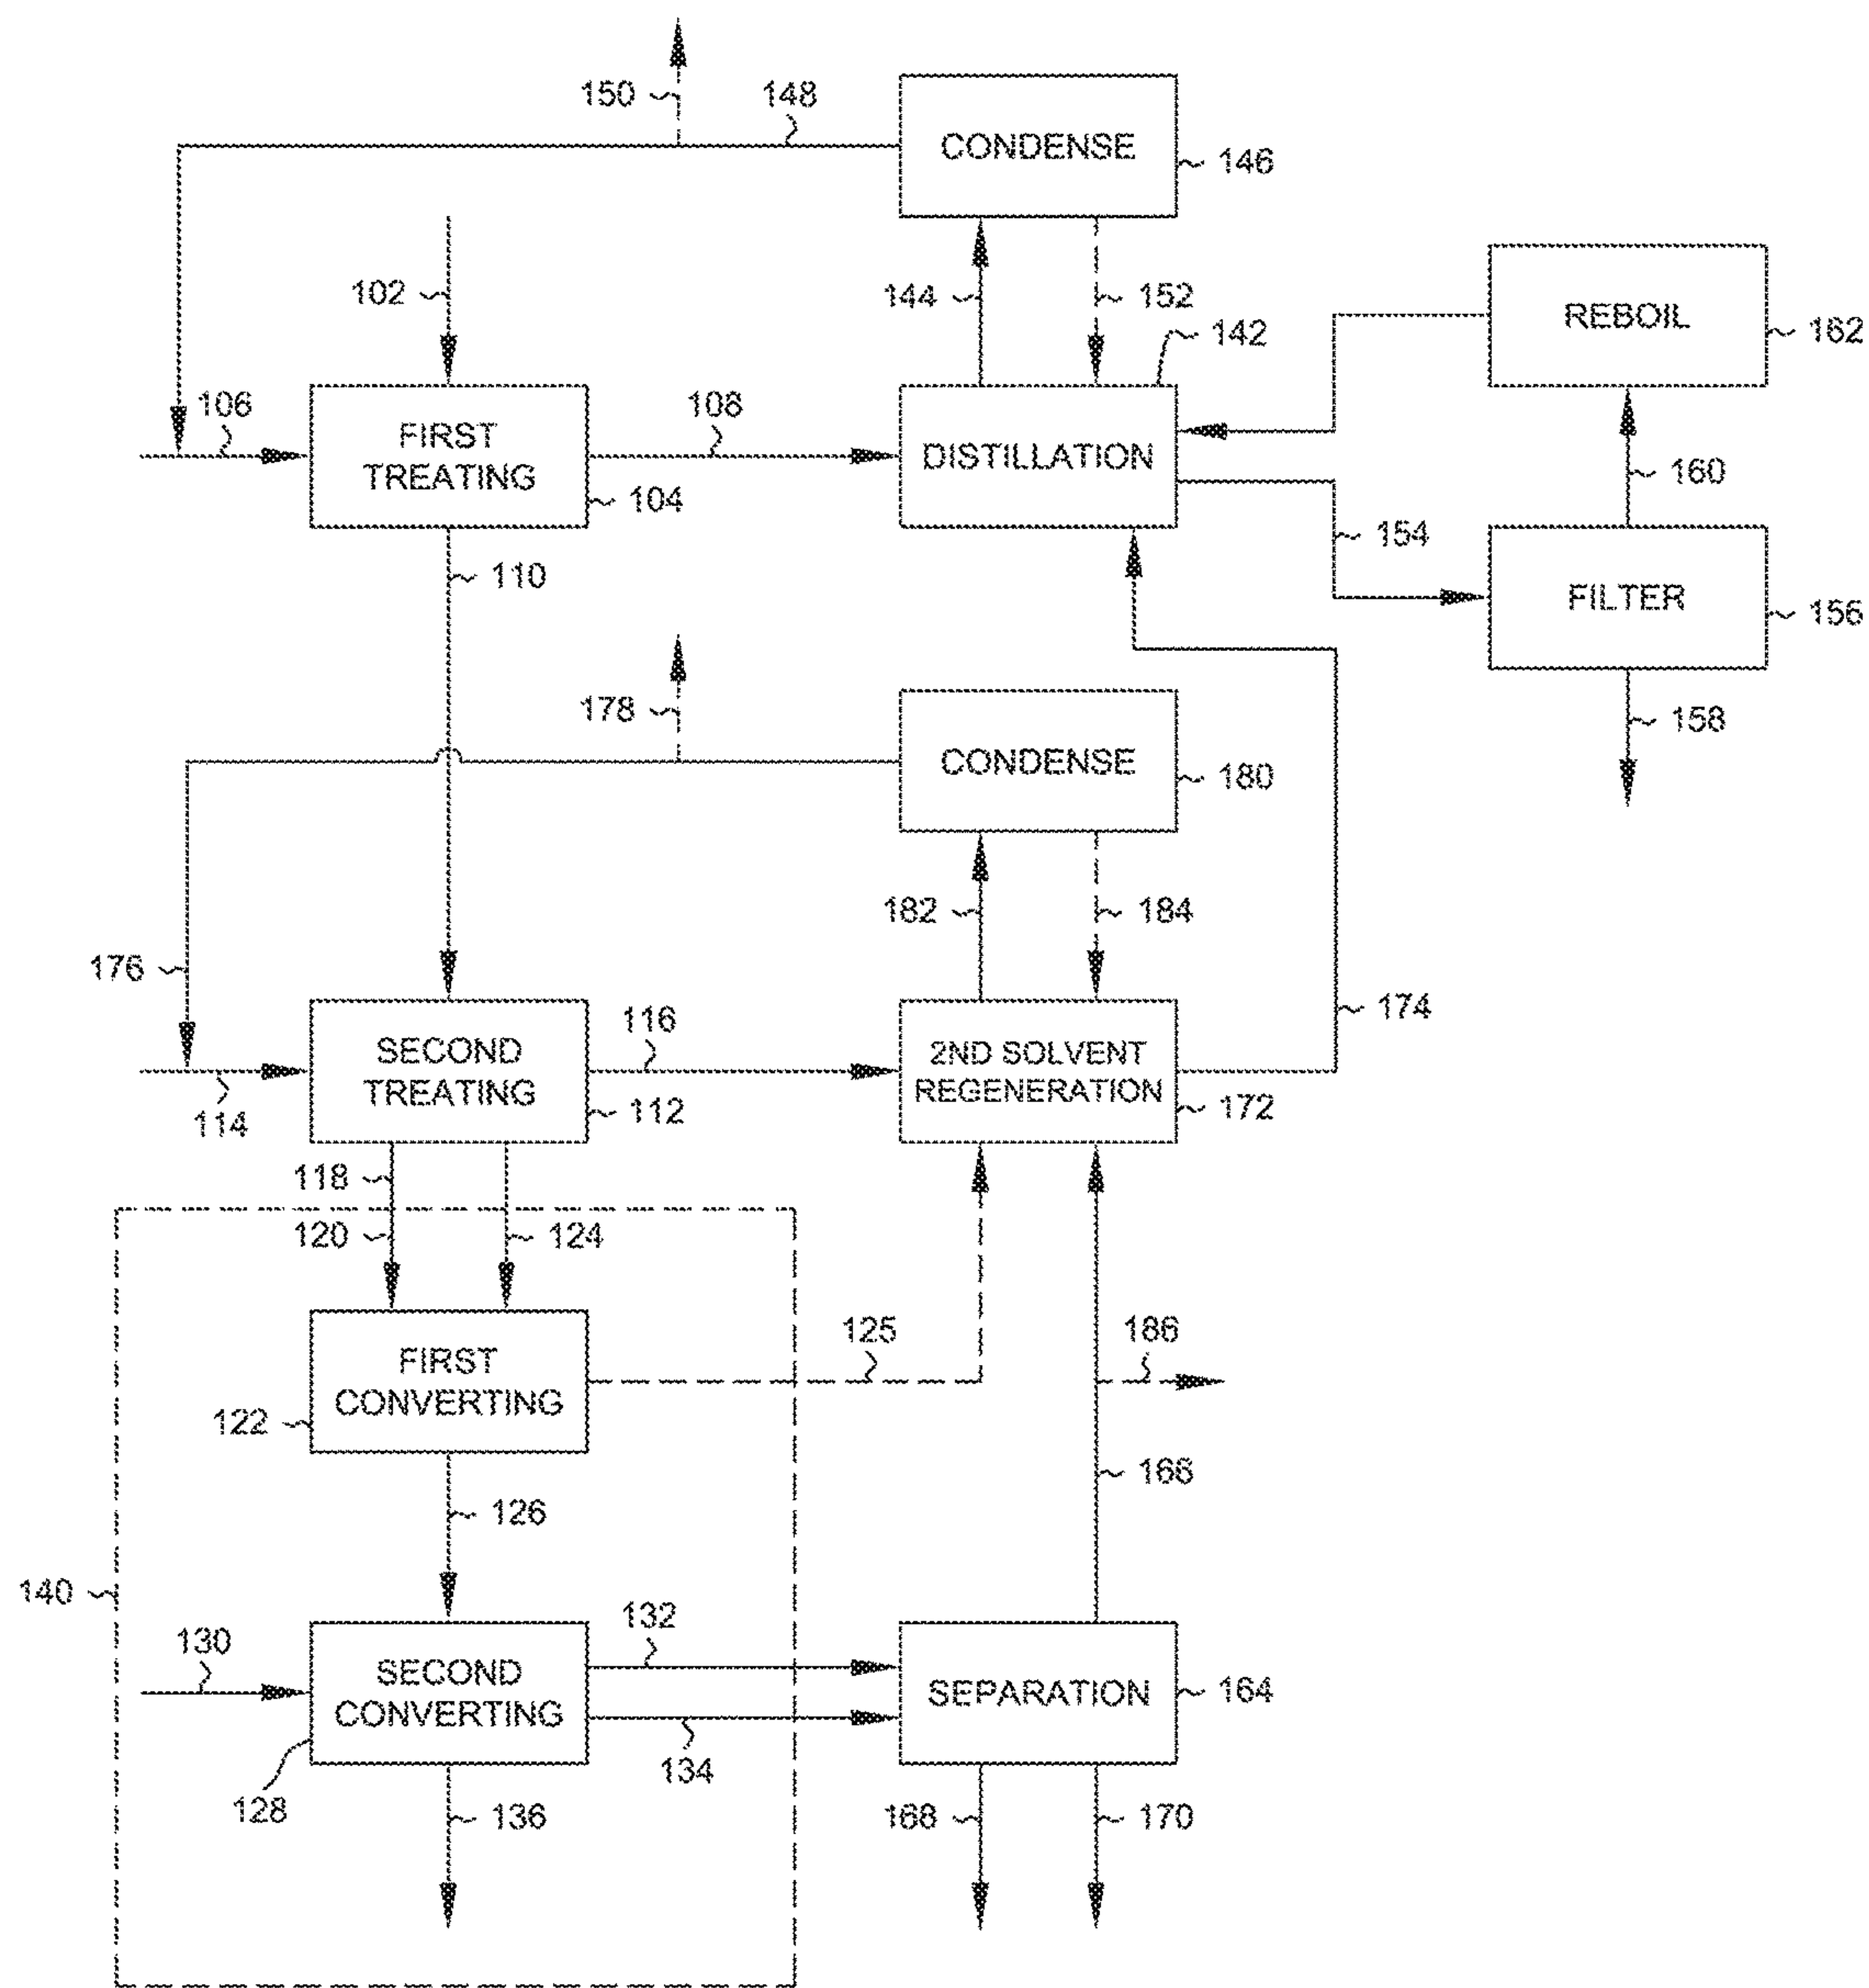 150
148
CONDENSE
146
102
144
152
142
REBOIL
162
106
FIRST
TREATING
104
108
DISTILLATION
154
160
FILTER
156
110
178
CONDENSE
180
158
182
184
176
174
SECOND
TREATING
112
116
2ND SOLVENT
REGENERATION
172
114
118
120
124
FIRST
CONVERTING
122
125
186
126
166
140
130
SECOND
CONVERTING
128
132
134
SEPARATION
164
136
168
170